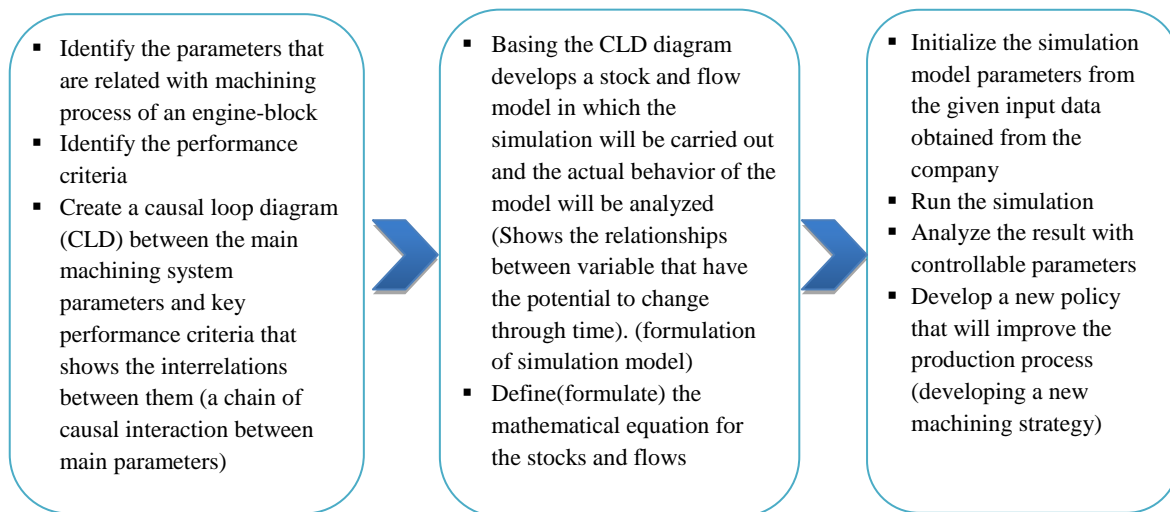 ▪ Identify the parameters that
are related with machining
process of an engine-block
▪ Identify the performance
criteria
▪ Create a causal loop diagram
(CLD) between the main
machining system
parameters and key
performance criteria that
shows the interrelations
between them (a chain of
causal interaction between
main parameters)
▪ Basing the CLD diagram
develops a stock and flow
model in which the
simulation will be carried out
and the actual behavior of the
model will be analyzed
(Shows the relationships
between variable that have
the potential to change
through time). (formulation
of simulation model)
▪ Define(formulate) the
mathematical equation for
the stocks and flows
▪ Initialize the simulation
model parameters from
the given input data
obtained from the
company
▪ Run the simulation
▪ Analyze the result with
controllable parameters
▪ Develop a new policy
that will improve the
production process
(developing a new
machining strategy)